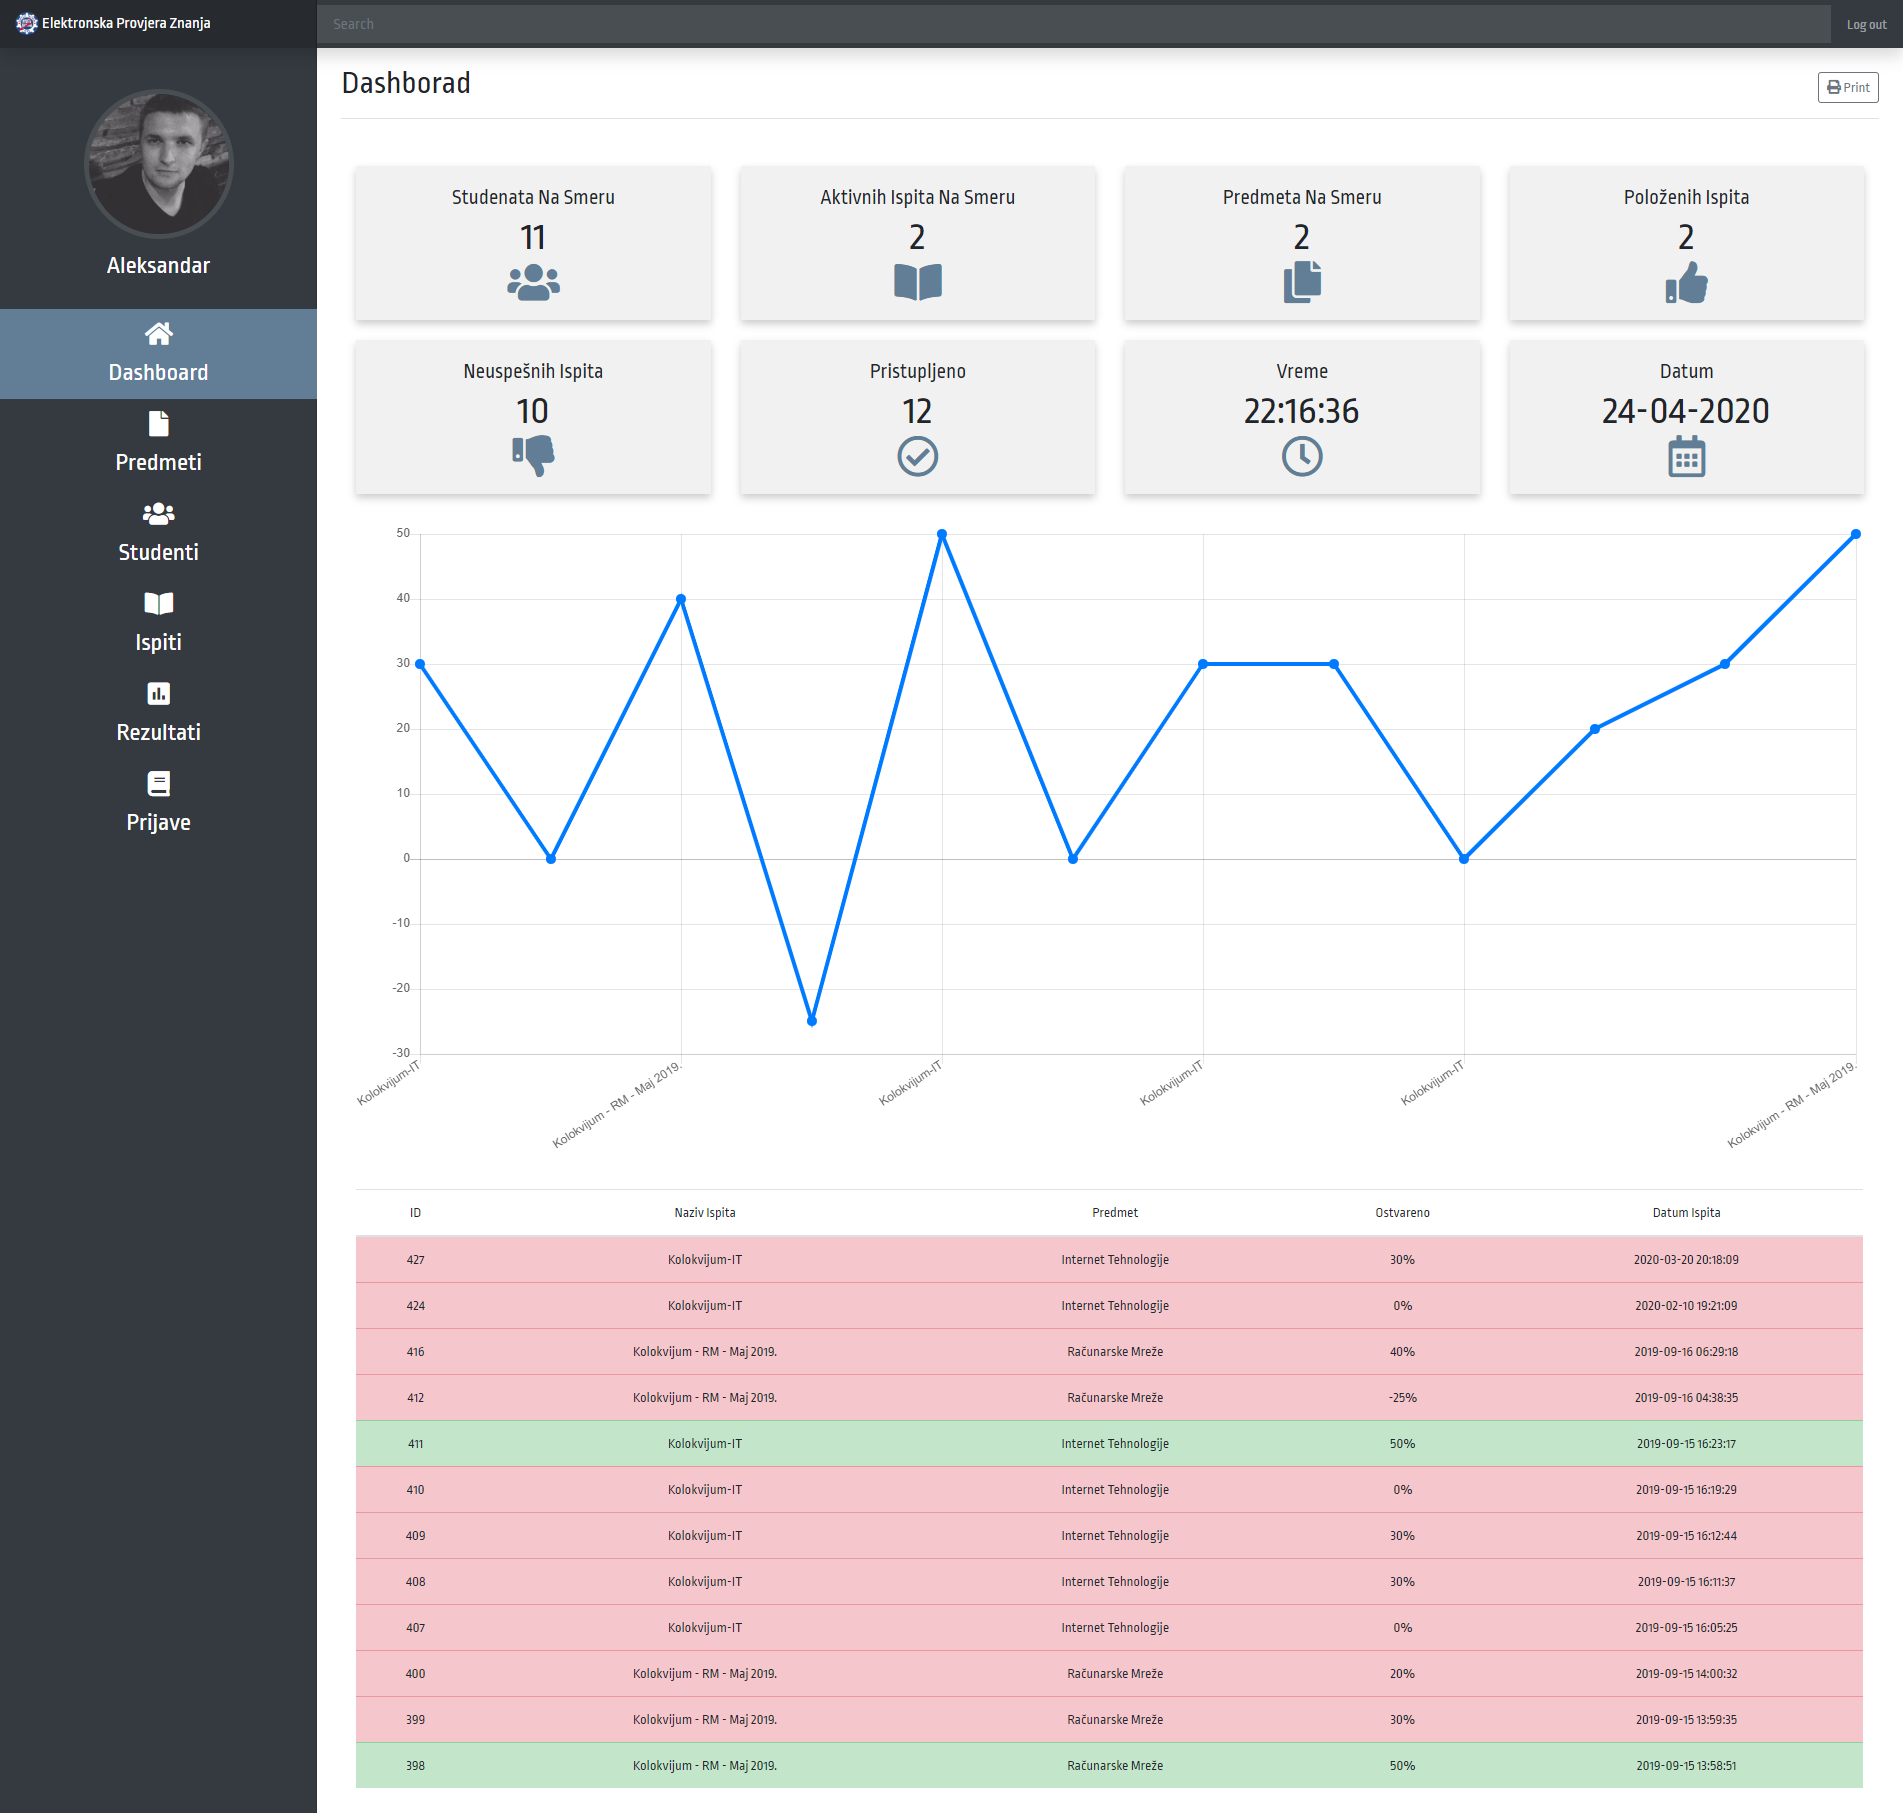 Elektronska Provjera Znanja
Search
Log out
Aleksandar
Dashboard
Predmeti
Studenti
Ispiti
Rezultati
Prijave
Dashborad
Print
Studenata Na Smeru
11
Aktivnih Ispita Na Smeru
2
Predmeta Na Smeru
2
Položenih Ispita
2
Neuspešnih Ispita
10
Pristupljeno
12
Vreme
22:16:36
Datum
24-04-2020
50
40
30
20
10
0
-10
-20
-30
Kolokvijum-IT
Kolokvijum - RM - Maj 2019.
Kolokvijum-IT
Kolokvijum-IT
Kolokvijum-IT
Kolokvijum - RM - Maj 2019.
ID Naziv Ispita Predmet Ostvareno Datum Ispita
427 Kolokvijum-IT Internet Tehnologije 30% 2020-03-20 20:18:09
424 Kolokvijum-IT Internet Tehnologije 0% 2020-02-10 19:21:09
416 Kolokvijum - RM - Maj 2019. Računarske Mreže 40% 2019-09-16 06:29:18
412 Kolokvijum - RM - Maj 2019. Računarske Mreže -25% 2019-09-16 04:38:35
411 Kolokvijum-IT Internet Tehnologije 50% 2019-09-15 16:23:17
410 Kolokvijum-IT Internet Tehnologije 0% 2019-09-15 16:19:29
409 Kolokvijum-IT Internet Tehnologije 30% 2019-09-15 16:12:44
408 Kolokvijum-IT Internet Tehnologije 30% 2019-09-15 16:11:37
407 Kolokvijum-IT Internet Tehnologije 0% 2019-09-15 16:05:25
400 Kolokvijum - RM - Maj 2019. Računarske Mreže 20% 2019-09-15 14:00:32
399 Kolokvijum - RM - Maj 2019. Računarske Mreže 30% 2019-09-15 13:59:35
398 Kolokvijum - RM - Maj 2019. Računarske Mreže 50% 2019-09-15 13:58:51